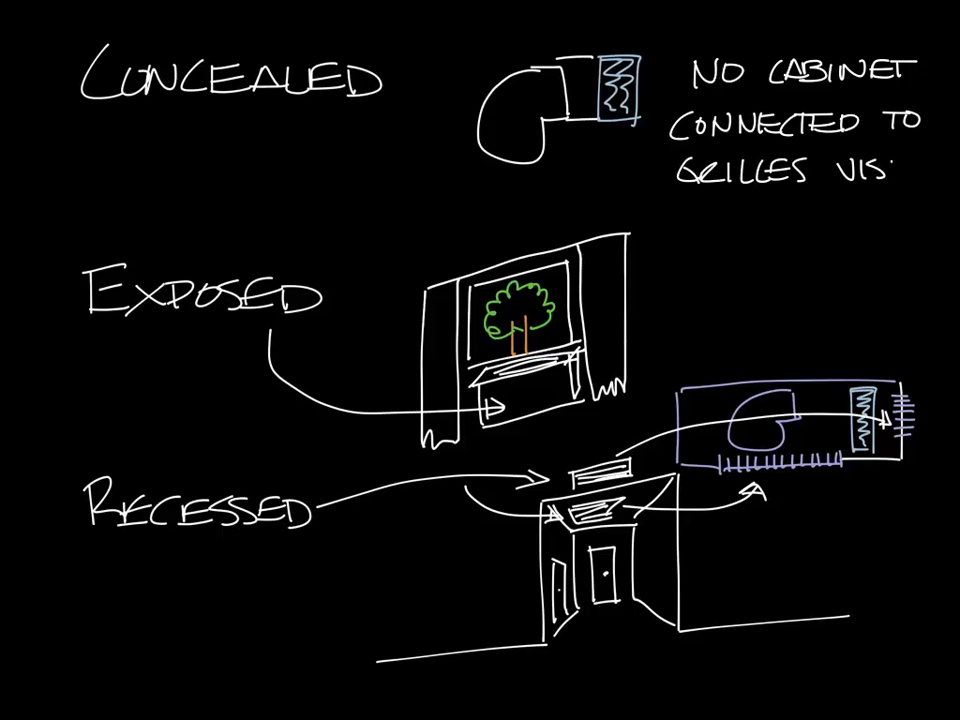 CONCEALED
NO CABINET
CONNECTED TO
GRILLES VIS
EXPOSED
RECESSED